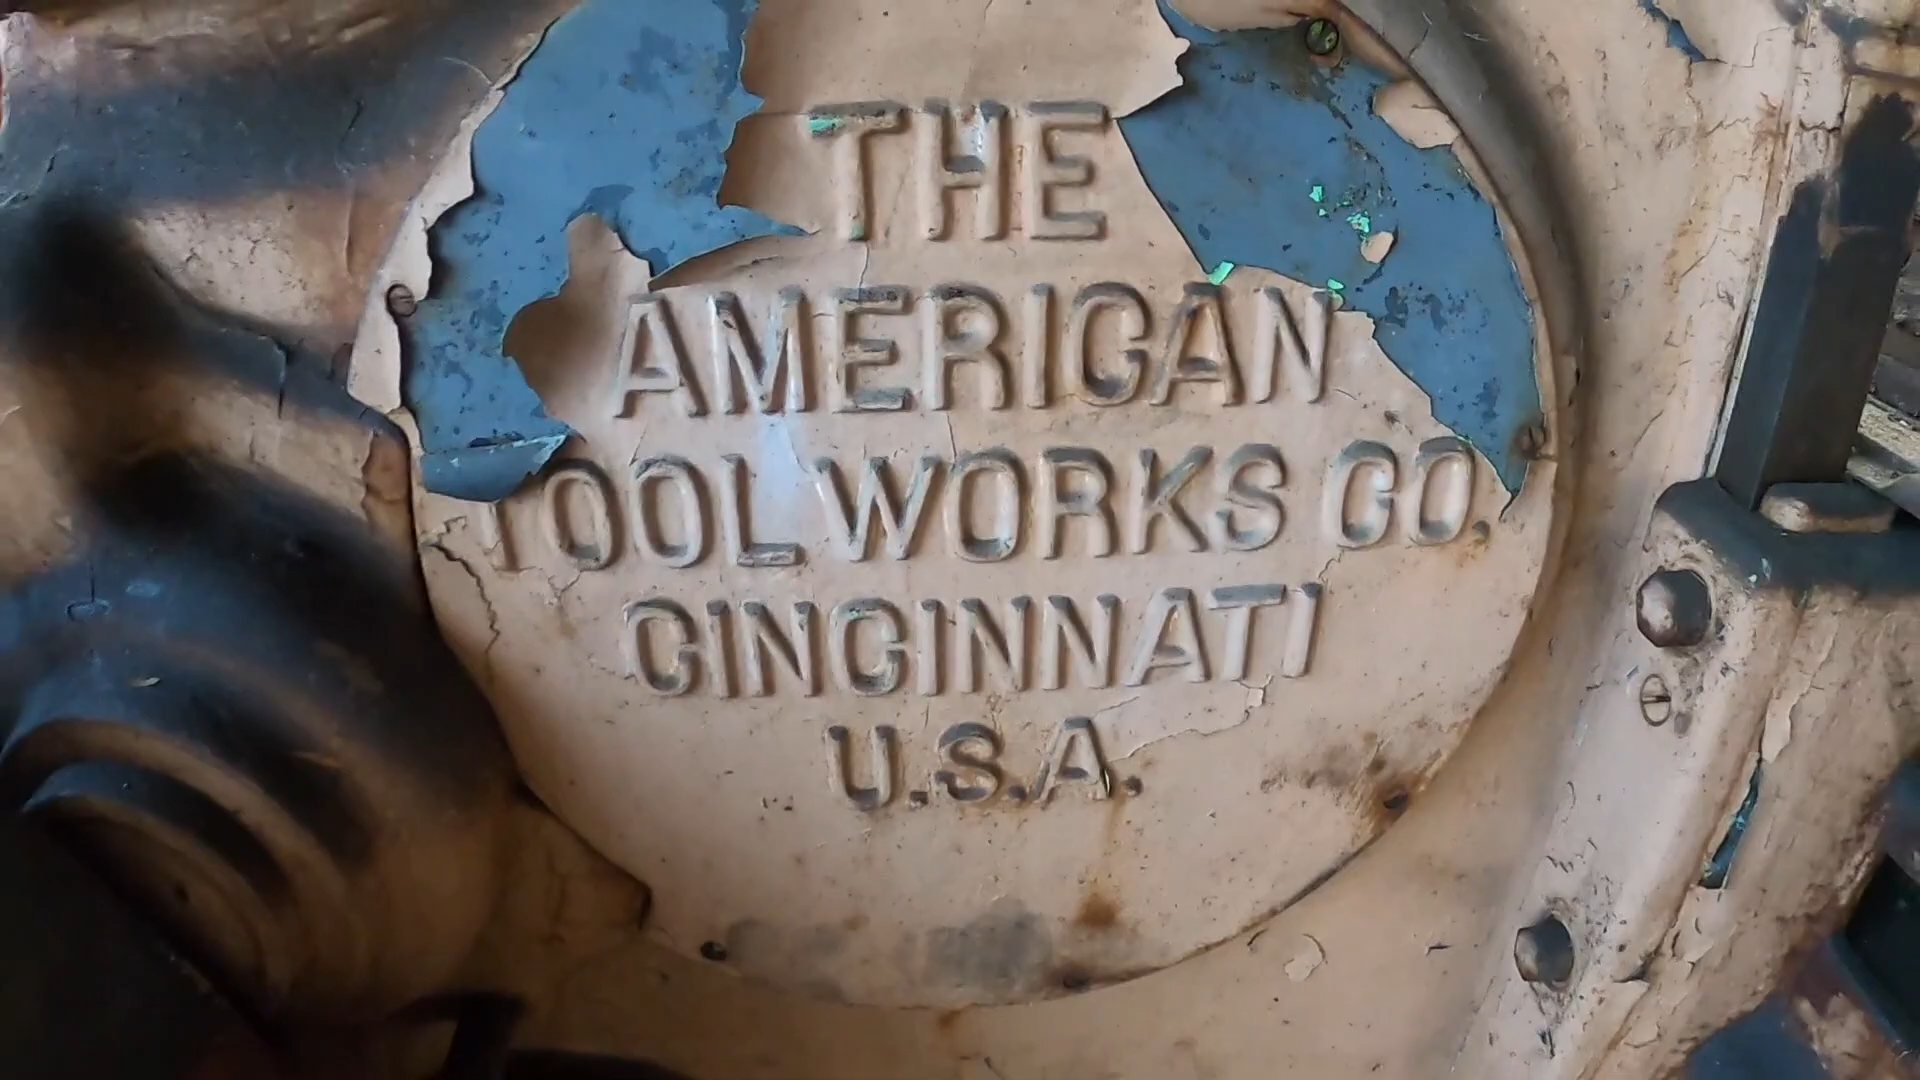 THE
AMERICAN
TOOL WORKS CO.
CINCINNATI
U.S.A.